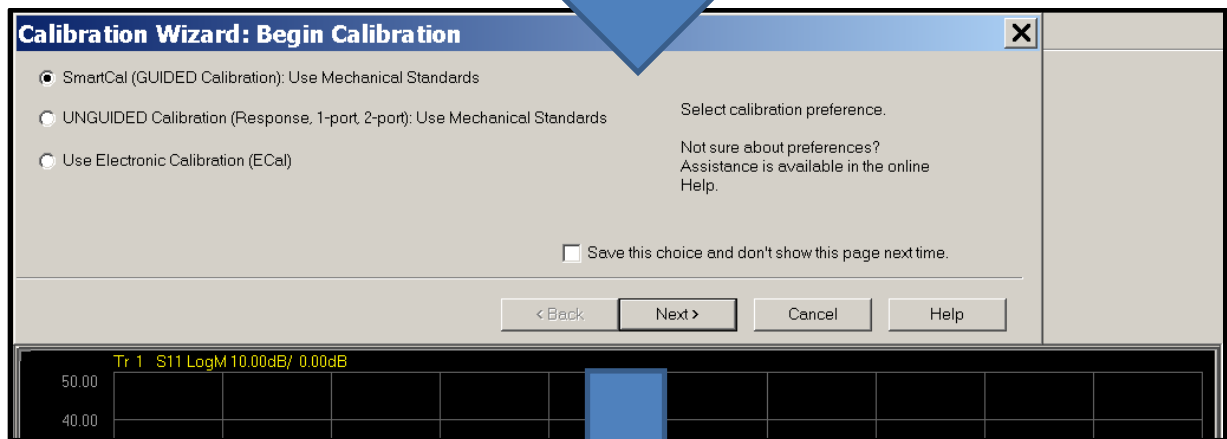 Calibration Wizard: Begin Calibration
SmartCal (GUIDED Calibration): Use Mechanical Standards
UNGUIDED Calibration (Response, 1-port, 2-port): Use Mechanical Standards
Use Electronic Calibration (ECal)
Select calibration preference.
Not sure about preferences?
Assistance is available in the online
Help.
Save this choice and don't show this page next time.
< Back
Next >
Cancel
Help
Tr 1 S11 LogM 10.00dB/ 0.00dB
50.00
40.00